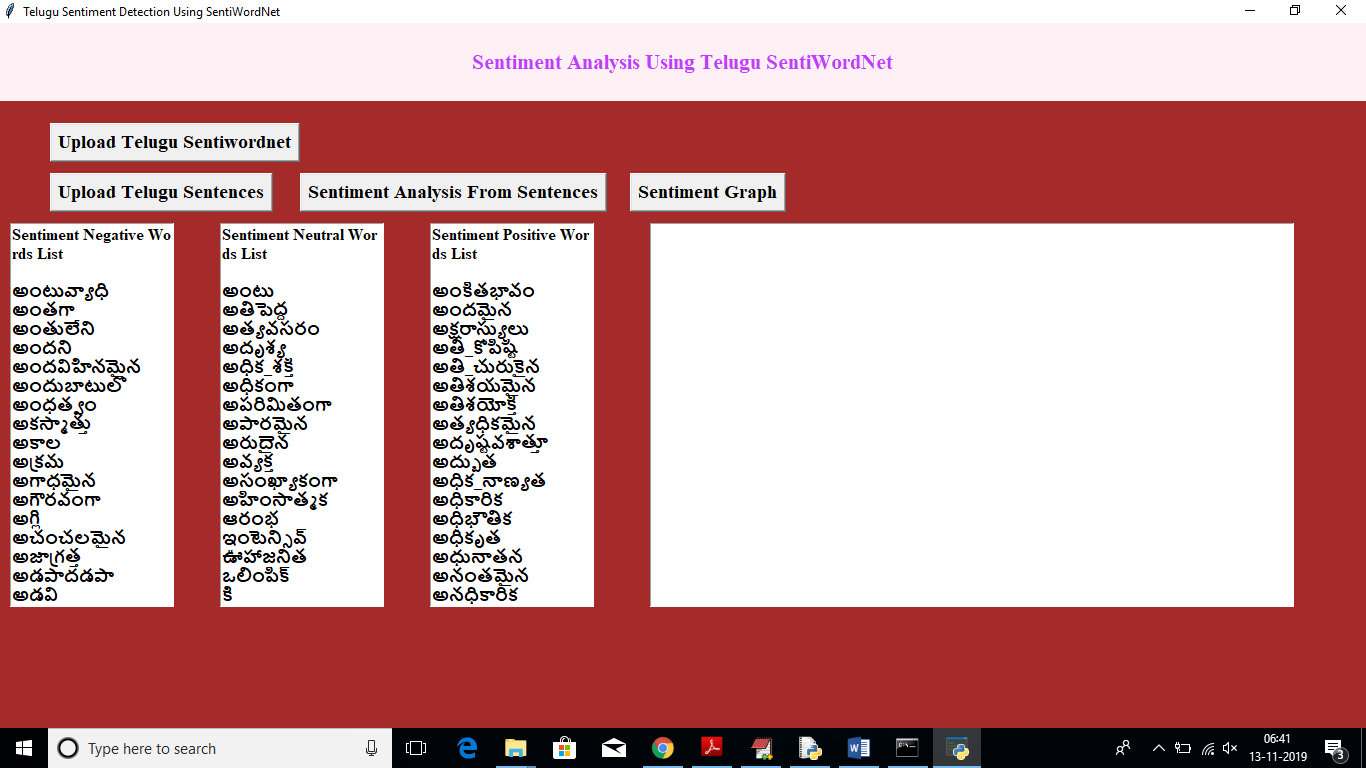 Telugu Sentiment Detection Using SentiWordNet
Sentiment Analysis Using Telugu SentiWordNet
Upload Telugu Sentiwordnet
Upload Telugu Sentences
Sentiment Analysis From Sentences
Sentiment Graph
Sentiment Negative Wo
rds List
అంటువ్యాధి
అంతగా
అంతులేని
అందని
అందవిహీనమైన
అందుబాటులో
అంధత్వం
అకస్మాత్తు
అకాల
అక్రమ
అగాధమైన
అగౌరవంగా
అగ్లీ
అచంచలమైన
అజాగ్రత్త
అడపాదడపా
అడవి
Sentiment Neutral Wor
ds List
అంటు
అతిపెద్ద
అత్యవసరం
అదృశ్య
అధిక_శక్తి
అధికంగా
అపరిమితంగా
అపారమైన
అరుదైన
అవ్యక్త
అసంఖ్యాకంగా
అహింసాత్మక
ఆరంభ
ఇంటెన్సివ్
ఊహాజనిత
ఒలింపిక్
కి
Sentiment Positive Wor
ds List
అంకితభావం
అందమైన
అక్షరాస్యులు
అతి_కోపిష్టి
అతి_చురుకైన
అతిశయమైన
అతిశయోక్తి
అత్యధికమైన
అదృష్టవశాత్తూ
అద్భుత
అధిక_నాణ్యత
అధికారిక
అధిభౌతిక
అధీకృత
అధునాతన
అనంతమైన
అనధికారిక
Type here to search
06:41
13-11-2019
3